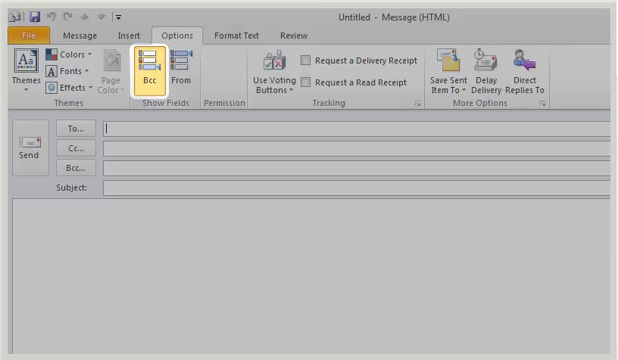 Untitled - Message (HTML)
File Message Insert Options Format Text Review
Aa Themes
Colors
A Fonts
Effects
Page Color
Themes
Bcc From
Show Fields
Permission
Use Voting Buttons
Request a Delivery Receipt
Request a Read Receipt
Tracking
Save Sent Item To
Delay Delivery
Direct Replies To
More Options
Send
To...
Cc...
Bcc...
Subject: